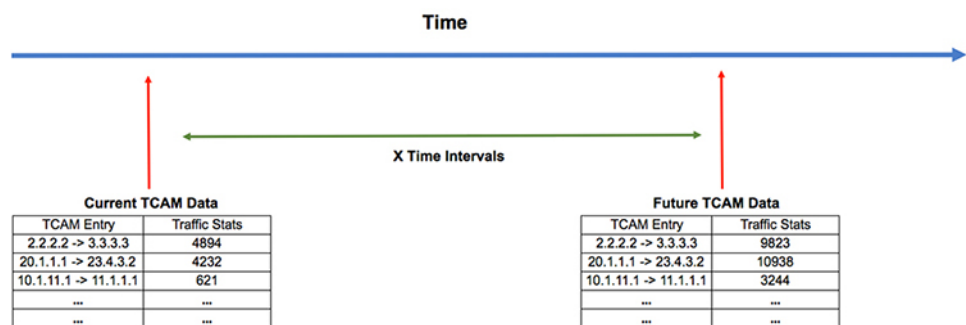 Time
X Time Intervals
Current TCAM Data
TCAM Entry Traffic Stats
2.2.2.2 -> 3.3.3.3 4894
20.1.1.1 -> 23.4.3.2 4232
10.1.11.1 -> 11.1.1.1 621
... ...
... ...
Future TCAM Data
TCAM Entry Traffic Stats
2.2.2.2 -> 3.3.3.3 9823
20.1.1.1 -> 23.4.3.2 10938
10.1.11.1 -> 11.1.1.1 3244
... ...
... ...